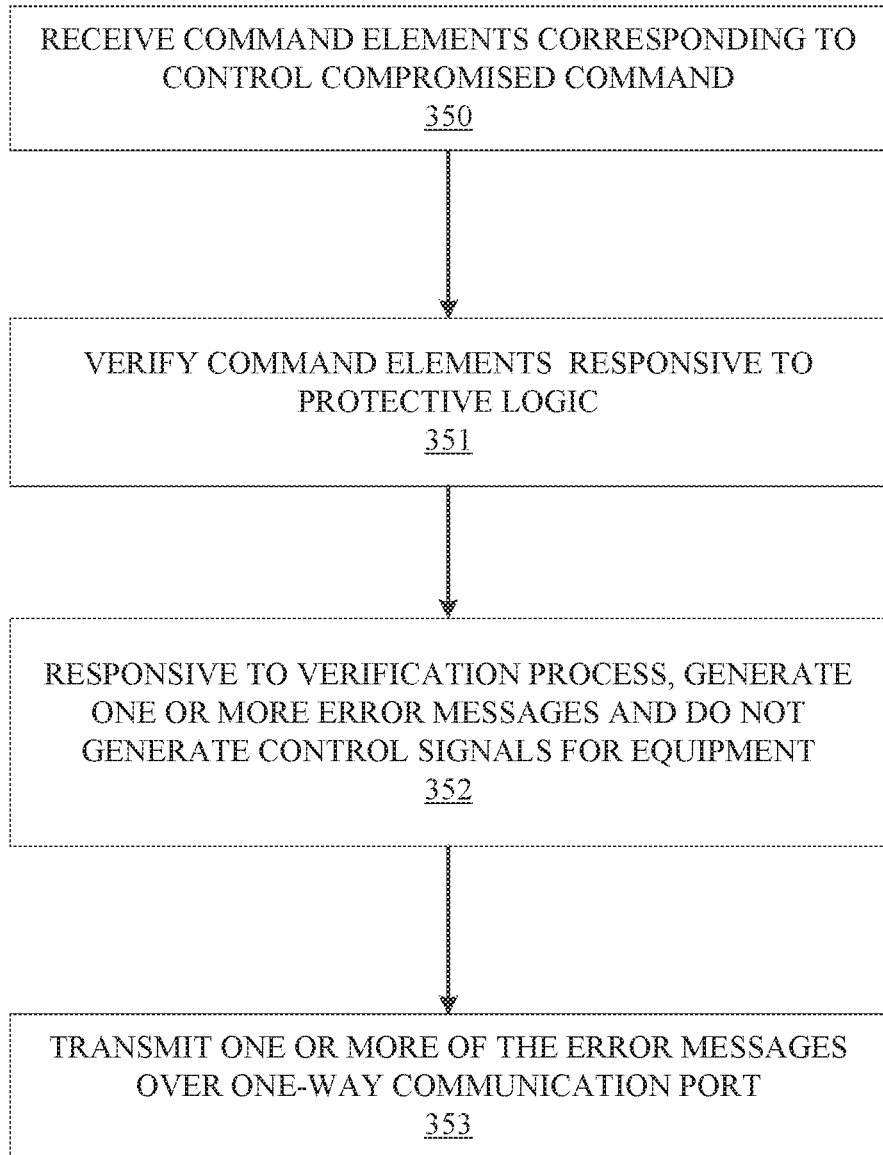 RECEIVE COMMAND ELEMENTS CORRESPONDING TO
CONTROL COMPROMISED COMMAND
350
VERIFY COMMAND ELEMENTS RESPONSIVE TO
PROTECTIVE LOGIC
351
RESPONSIVE TO VERIFICATION PROCESS, GENERATE
ONE OR MORE ERROR MESSAGES AND DO NOT
GENERATE CONTROL SIGNALS FOR EQUIPMENT
352
TRANSMIT ONE OR MORE OF THE ERROR MESSAGES
OVER ONE-WAY COMMUNICATION PORT
353